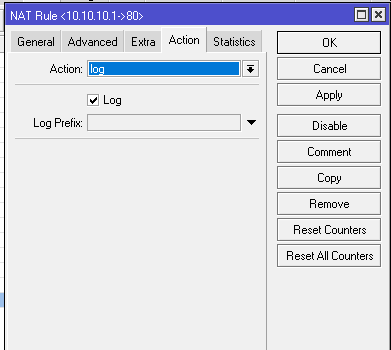 NAT Rule <10.10.10.1->80>
General Advanced Extra Action Statistics
Action: log
Log
Log Prefix:
OK
Cancel
Apply
Disable
Comment
Copy
Remove
Reset Counters
Reset All Counters